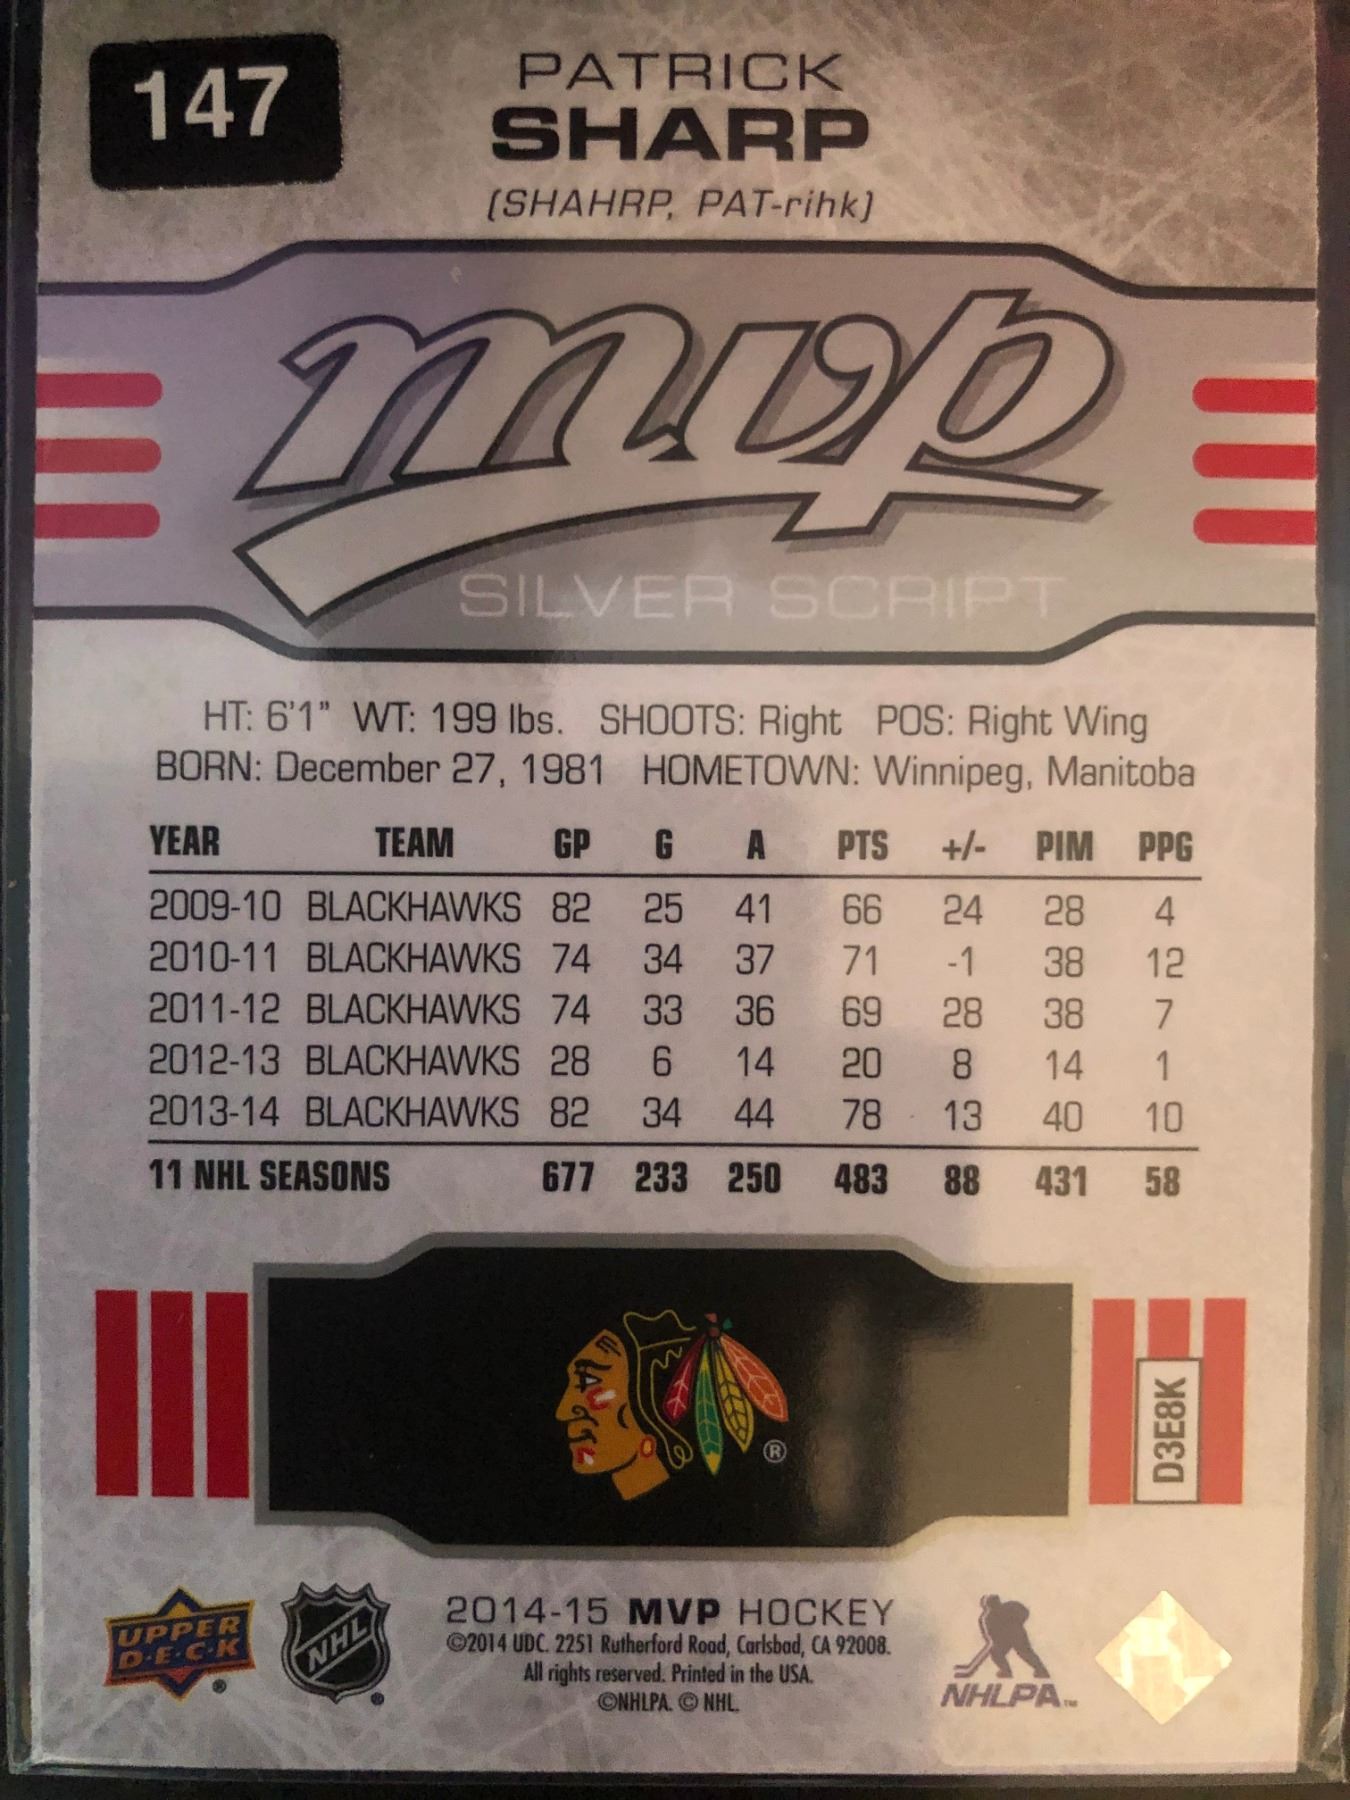 147
PATRICK
SHARP
(SHAHRP, PAT-rihk)
mvp
SILVER SCRIPT
HT: 6'1" WT: 199 lbs. SHOOTS: Right POS: Right Wing
BORN: December 27, 1981 HOMETOWN: Winnipeg, Manitoba
YEAR TEAM GP G A PTS +/- PIM PPG
2009-10 BLACKHAWKS 82 25 41 66 24 28 4
2010-11 BLACKHAWKS 74 34 37 71 -1 38 12
2011-12 BLACKHAWKS 74 33 36 69 28 38 7
2012-13 BLACKHAWKS 28 6 14 20 8 14 1
2013-14 BLACKHAWKS 82 34 44 78 13 40 10
11 NHL SEASONS 677 233 250 483 88 431 58
®
D3E8K
UPPER
D·E·C·K
®
NHL
®
2014-15 MVP HOCKEY
©2014 UDC. 2251 Rutherford Road, Carlsbad, CA 92008.
All rights reserved. Printed in the USA.
©NHLPA. © NHL.
NHLPA™